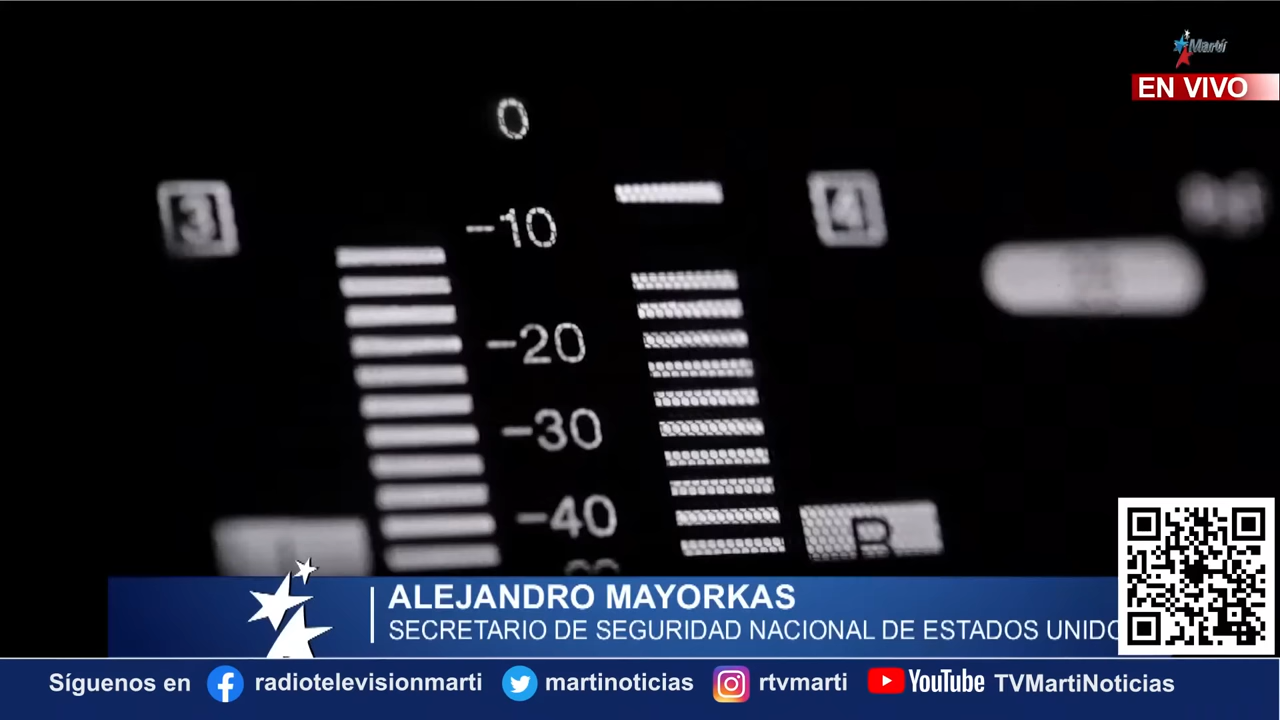 Martí
EN VIVO
0
3
-10
4
-20
-30
-40
L
R
ALEJANDRO MAYORKAS
SECRETARIO DE SEGURIDAD NACIONAL DE ESTADOS UNIDO
Síguenos en radiotelevisionmarti martinoticias rtvmarti YouTube TVMartiNoticias